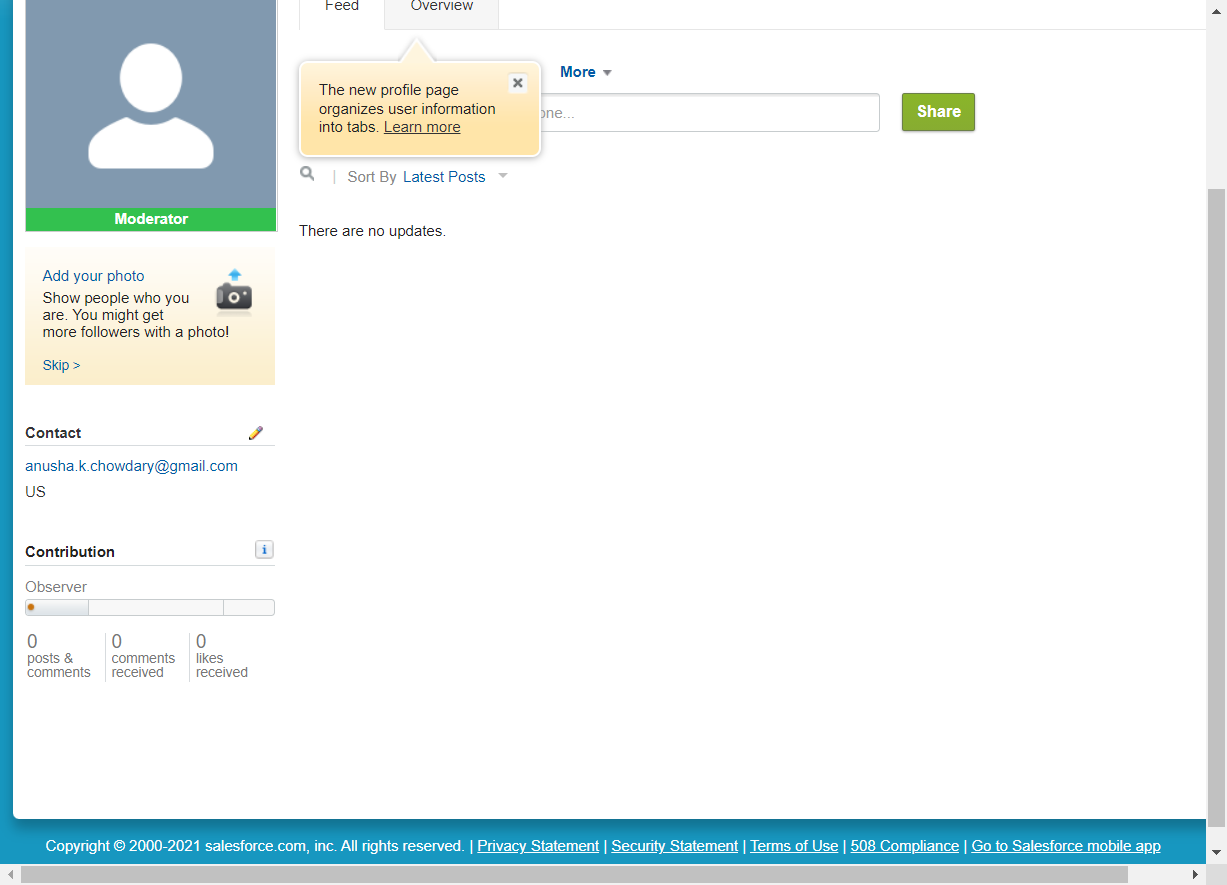 Feed
Overview
The new profile page
organizes user information
into tabs. Learn more
More
one...
Share
Sort By Latest Posts
There are no updates.
Moderator
Add your photo
Show people who you
are. You might get
more followers with a photo!
Skip >
Contact
anusha.k.chowdary@gmail.com
US
Contribution
i
Observer
0
posts &
comments
0
comments
received
0
likes
received
Copyright © 2000-2021 salesforce.com, inc. All rights reserved. | Privacy Statement | Security Statement | Terms of Use | 508 Compliance | Go to Salesforce mobile app